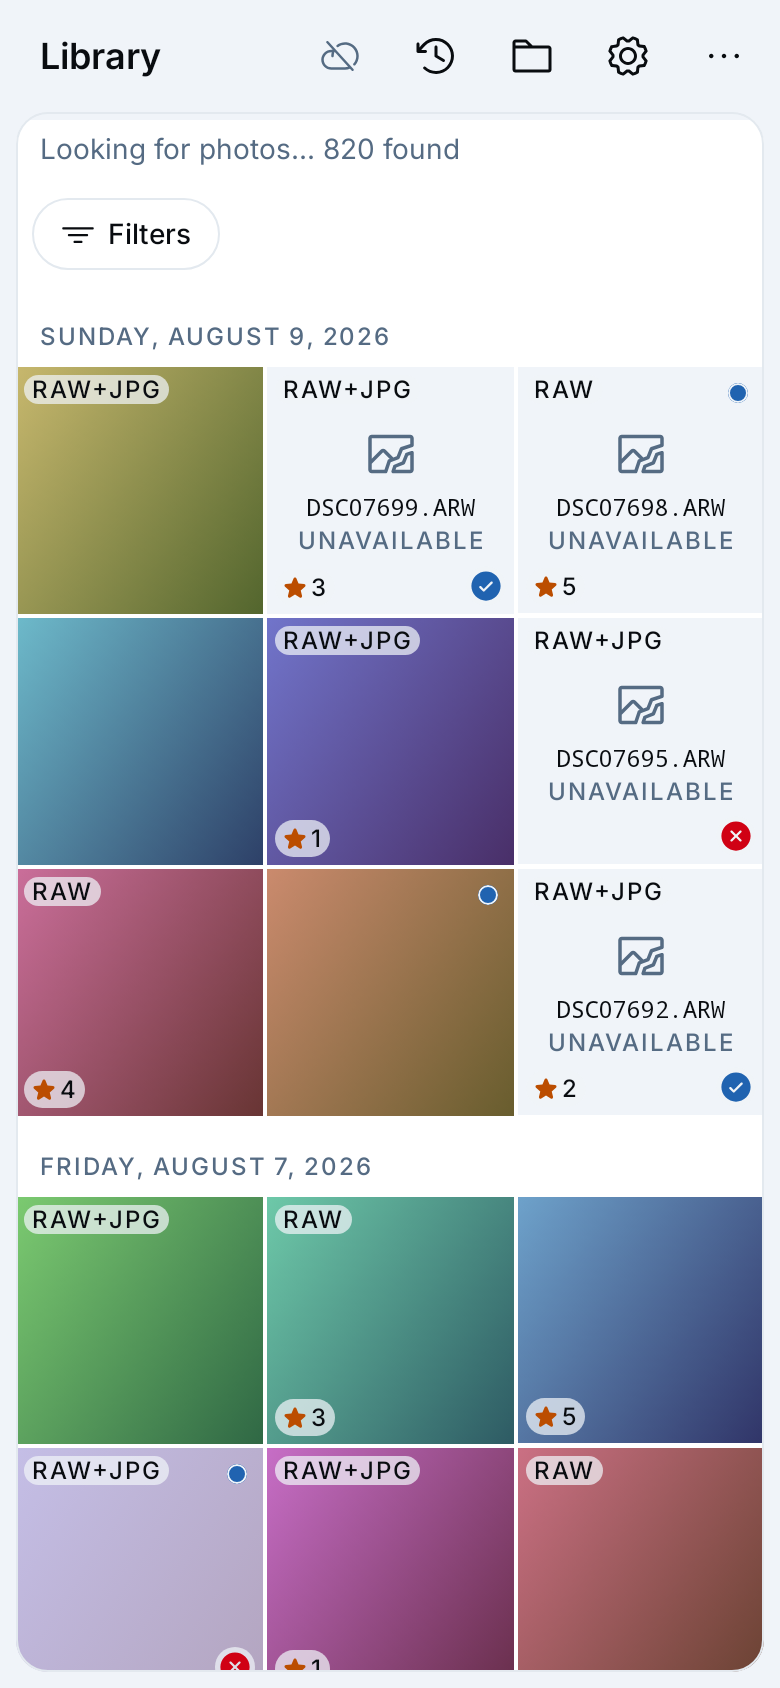 Library
Looking for photos... 820 found
Filters
SUNDAY, AUGUST 9, 2026
RAW+JPG
RAW+JPG
DSC07699.ARW
UNAVAILABLE
3
RAW
DSC07698.ARW
UNAVAILABLE
5
RAW+JPG
1
RAW+JPG
DSC07695.ARW
UNAVAILABLE
RAW
4
RAW+JPG
DSC07692.ARW
UNAVAILABLE
2
FRIDAY, AUGUST 7, 2026
RAW+JPG
RAW
3
5
RAW+JPG
RAW+JPG
1
RAW